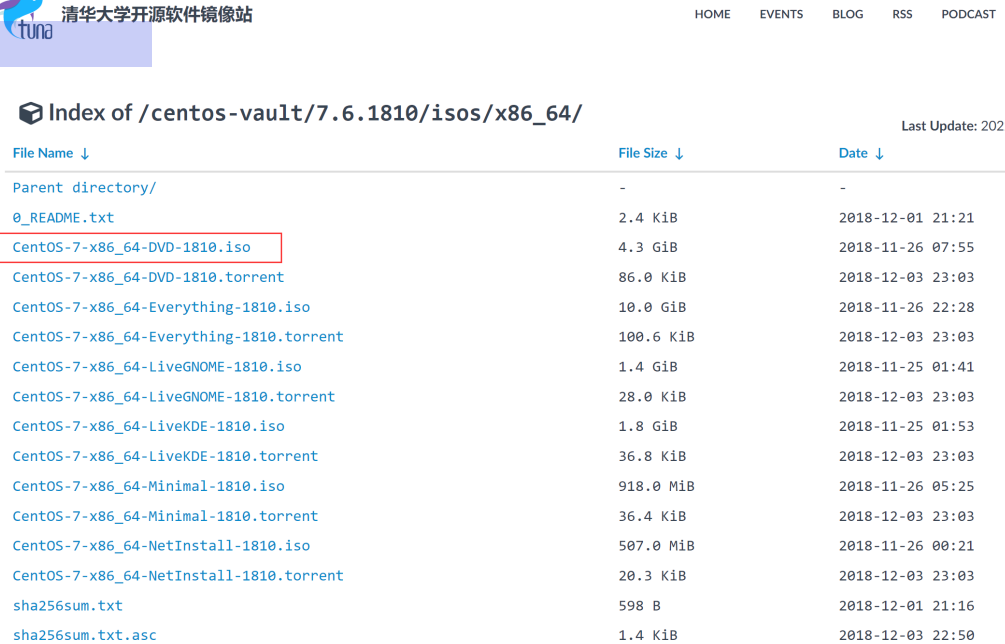 清华大学开源软件镜像站 HOME EVENTS BLOG RSS PODCAST
tuna
Index of /centos-vault/7.6.1810/isos/x86_64/
Last Update: 202
File Name ↓ File Size ↓ Date ↓
Parent directory/ - -
0_README.txt 2.4 KiB 2018-12-01 21:21
CentOS-7-x86_64-DVD-1810.iso 4.3 GiB 2018-11-26 07:55
CentOS-7-x86_64-DVD-1810.torrent 86.0 KiB 2018-12-03 23:03
CentOS-7-x86_64-Everything-1810.iso 10.0 GiB 2018-11-26 22:28
CentOS-7-x86_64-Everything-1810.torrent 100.6 KiB 2018-12-03 23:03
CentOS-7-x86_64-LiveGNOME-1810.iso 1.4 GiB 2018-11-25 01:41
CentOS-7-x86_64-LiveGNOME-1810.torrent 28.0 KiB 2018-12-03 23:03
CentOS-7-x86_64-LiveKDE-1810.iso 1.8 GiB 2018-11-25 01:53
CentOS-7-x86_64-LiveKDE-1810.torrent 36.8 KiB 2018-12-03 23:03
CentOS-7-x86_64-Minimal-1810.iso 918.0 MiB 2018-11-26 05:25
CentOS-7-x86_64-Minimal-1810.torrent 36.4 KiB 2018-12-03 23:03
CentOS-7-x86_64-NetInstall-1810.iso 507.0 MiB 2018-11-26 00:21
CentOS-7-x86_64-NetInstall-1810.torrent 20.3 KiB 2018-12-03 23:03
sha256sum.txt 598 B 2018-12-01 21:16
sha256sum.txt.asc 1.4 KiB 2018-12-03 22:50